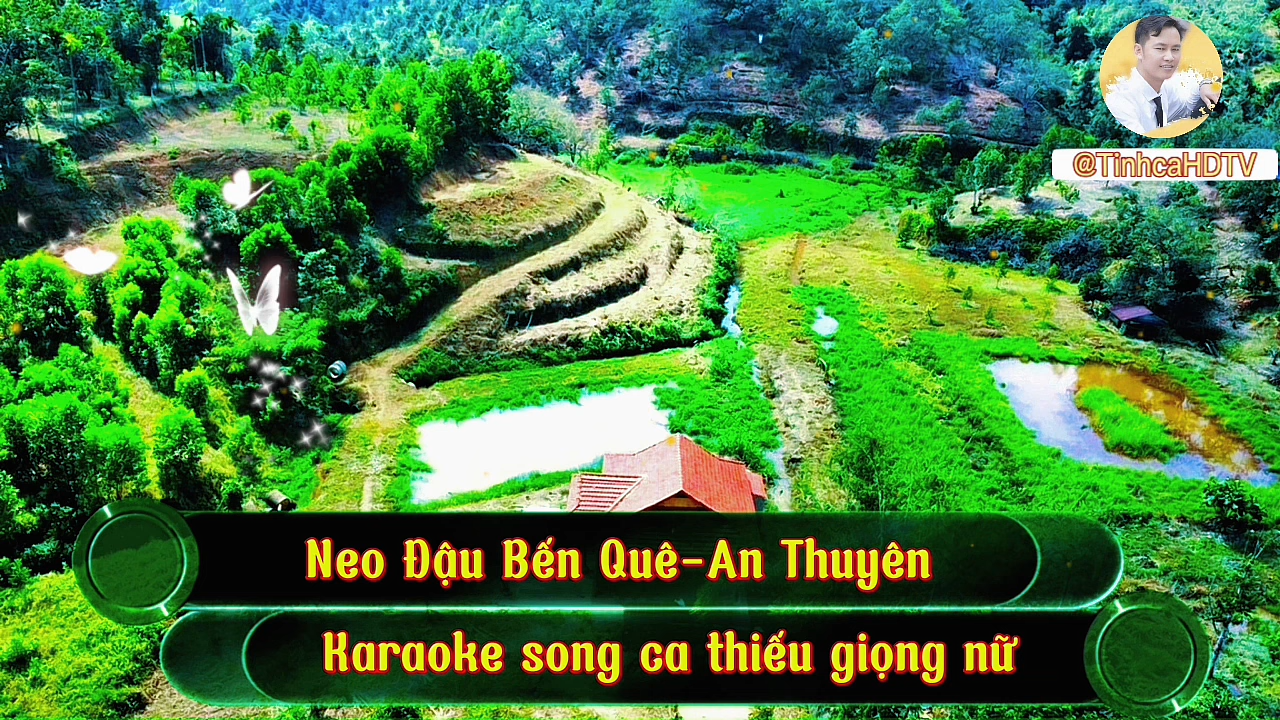 @TinhcaHDTV
Neo Đậu Bến Quê-An Thuyên
Karaoke song ca thiếu giọng nữ